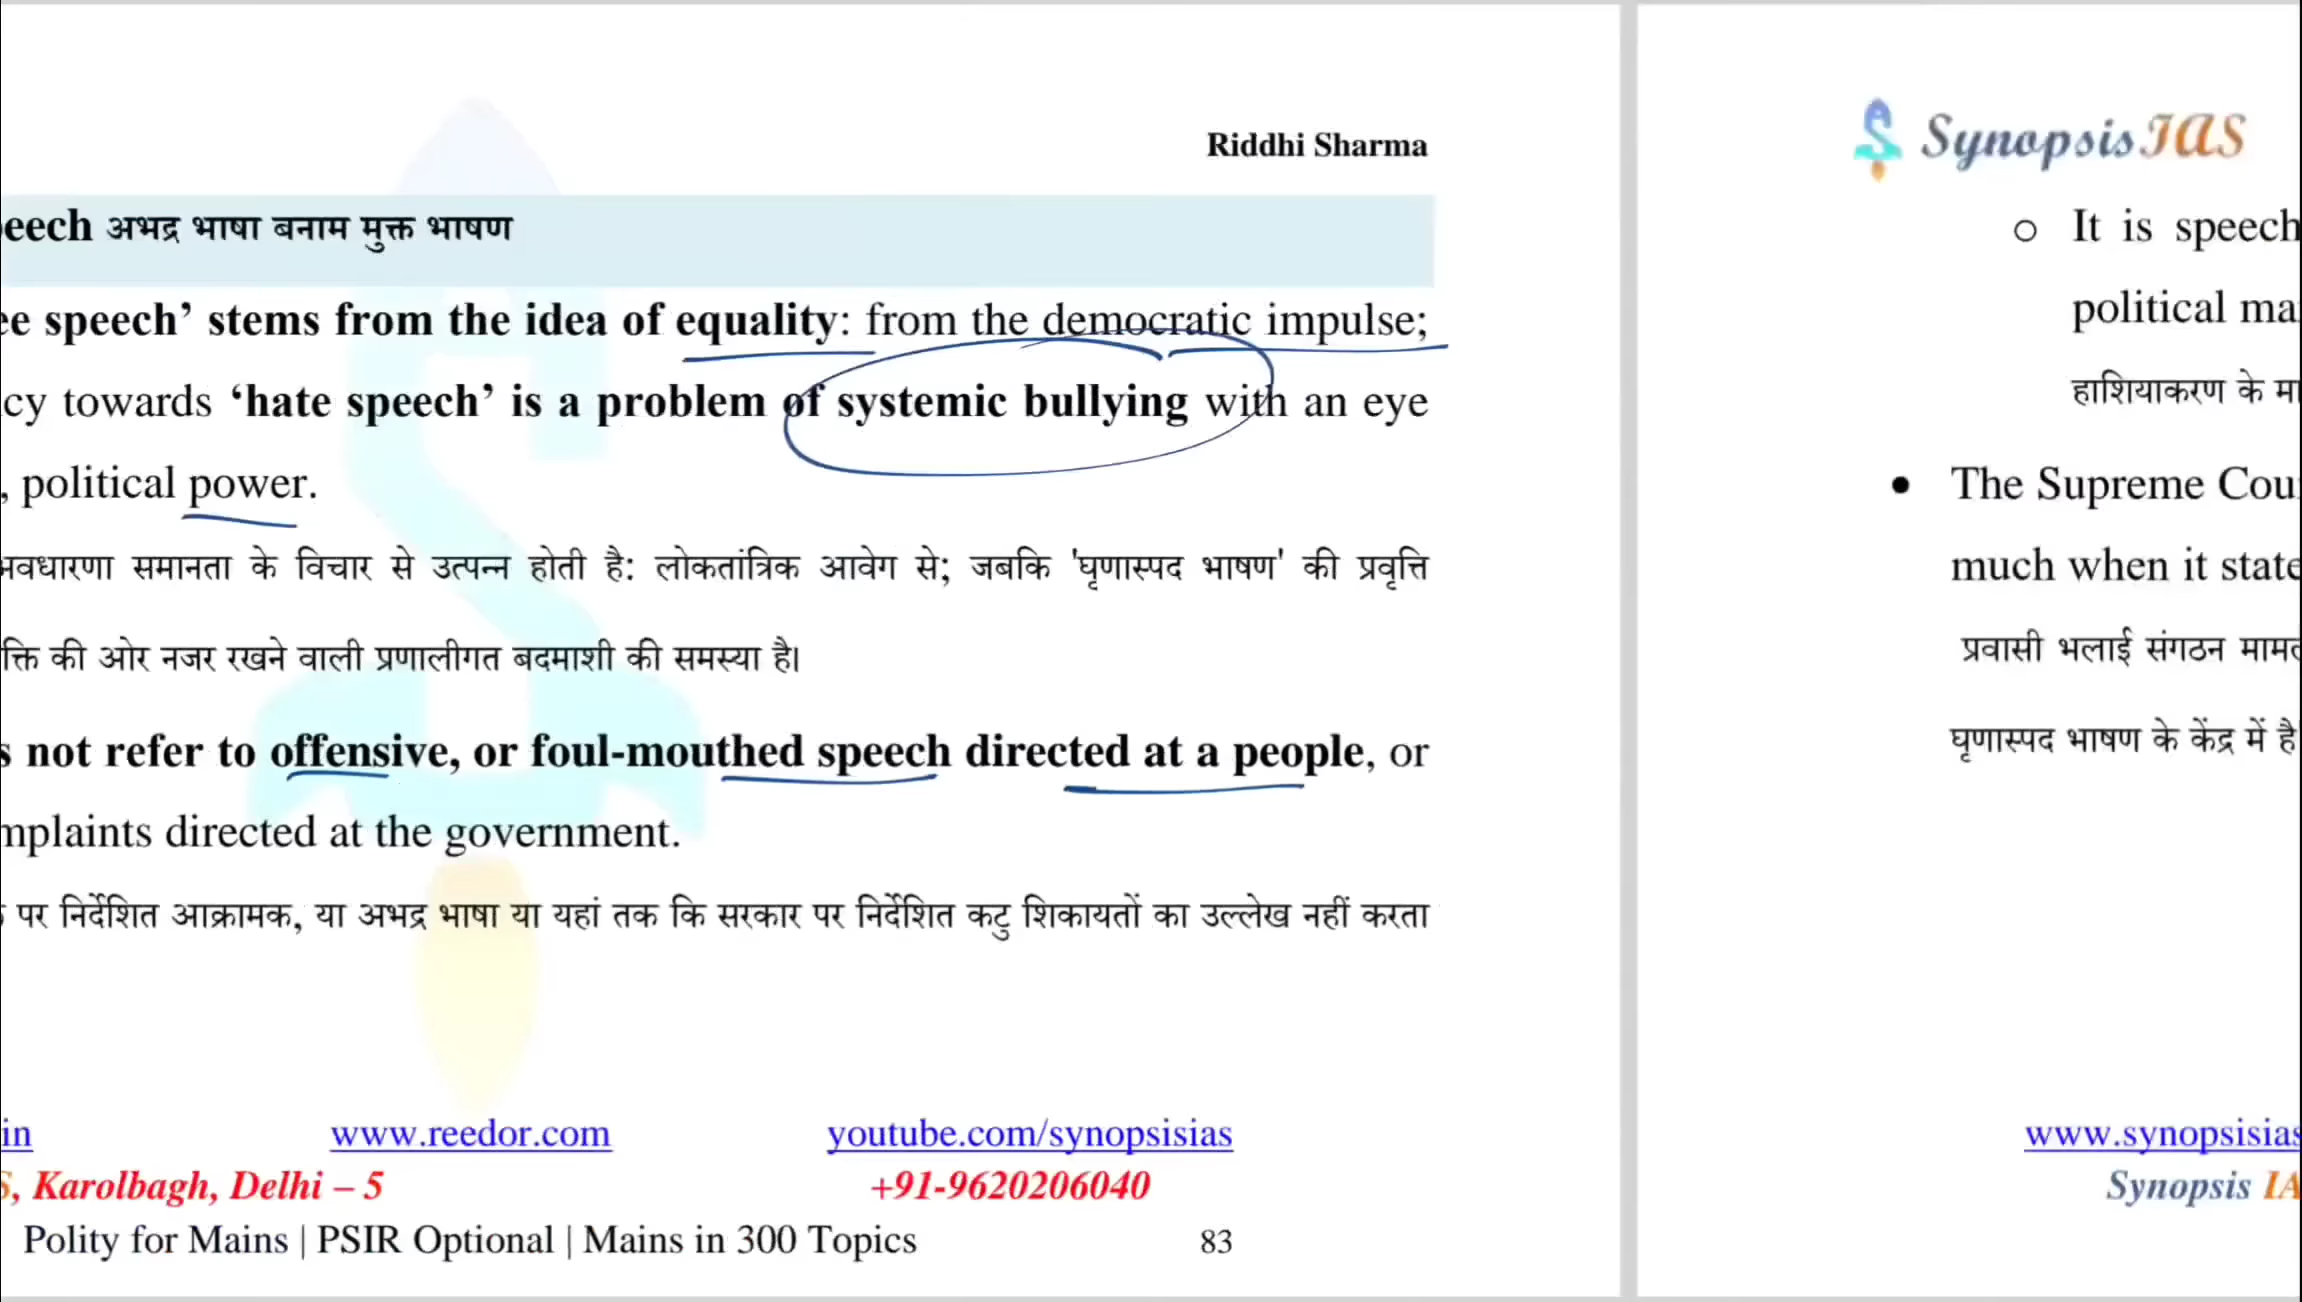 Riddhi Sharma
eech अभद्र भाषा बनाम मुक्त भाषण
ee speech’ stems from the idea of equality: from the democratic impulse;
cy towards ‘hate speech’ is a problem of systemic bullying with an eye
, political power.
अवधारणा समानता के विचार से उत्पन्न होती है: लोकतांत्रिक आवेग से; जबकि 'घृणास्पद भाषण' की प्रवृत्ति
क्ति की ओर नजर रखने वाली प्रणालीगत बदमाशी की समस्या है।
s not refer to offensive, or foul-mouthed speech directed at a people, or
mplaints directed at the government.
पर निर्देशित आक्रामक, या अभद्र भाषा या यहां तक कि सरकार पर निर्देशित कटु शिकायतों का उल्लेख नहीं करता
in www.reedor.com youtube.com/synopsisias
S, Karolbagh, Delhi – 5 +91-9620206040
Polity for Mains | PSIR Optional | Mains in 300 Topics 83
SynopsisIAS
o It is speech
political ma
हाशियाकरण के मा
• The Supreme Cou
much when it state
प्रवासी भलाई संगठन माम
घृणास्पद भाषण के केंद्र में है
www.synopsisias
Synopsis IA